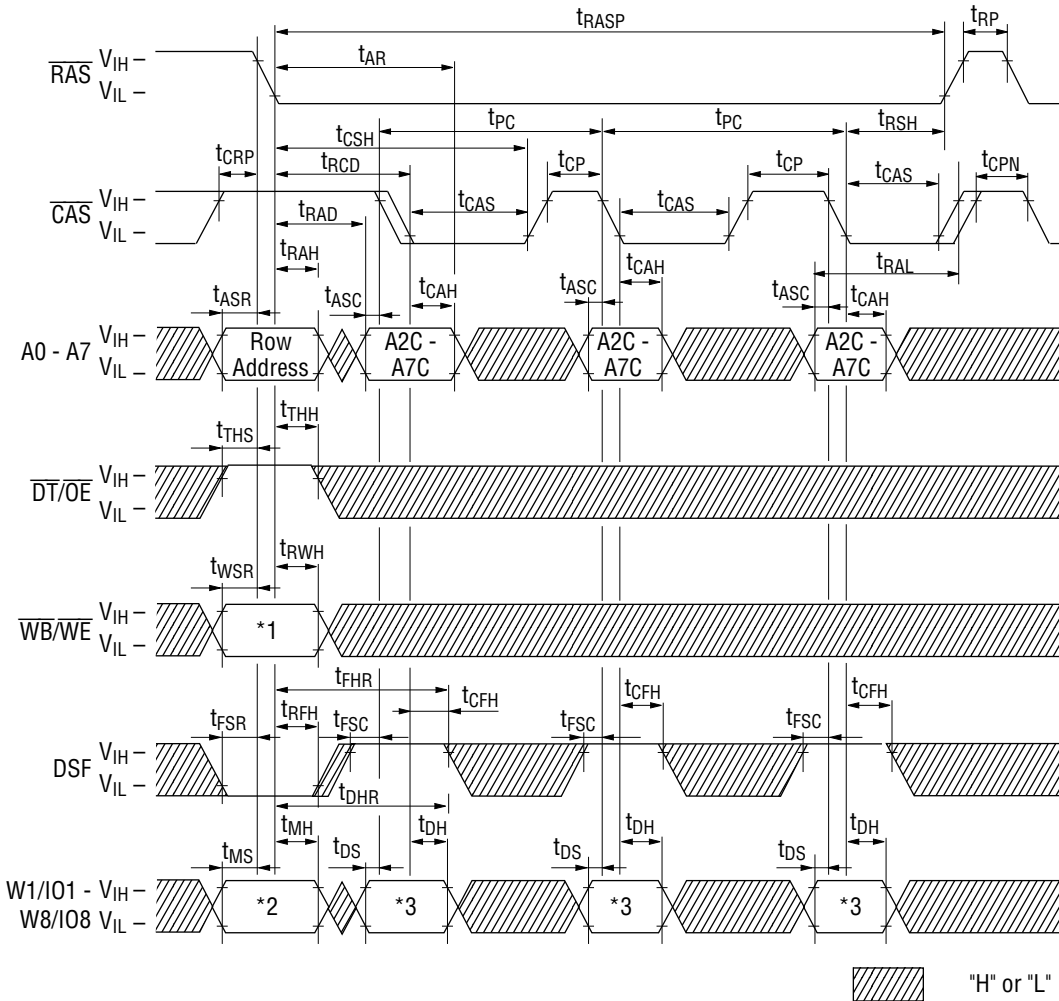 tRASP
tRP
tAR
RAS VIH –
VIL –
tPC tPC tRSH
tCSH
tCRP tRCD tCP tCP tCPN
tCAS
CAS VIH –
VIL –
tRAD tCAS tCAS
tRAH tRAL
tASR tASC tCAH tASC tCAH tASC tCAH
A0 - A7 VIH –
VIL –
Row
Address
A2C -
A7C
A2C -
A7C
A2C -
A7C
tTHH
tTHS
DT/OE VIH –
VIL –
tRWH
tWSR
WB/WE VIH –
VIL –
*1
tFHR
tCFH tCFH tCFH
tFSR tRFH tFSC tFSC tFSC
DSF VIH –
VIL –
tDHR
tMH tDH tDH tDH
tMS tDS tDS tDS
W1/IO1 - VIH –
W8/IO8 VIL –
*2 *3 *3 *3
"H" or "L"